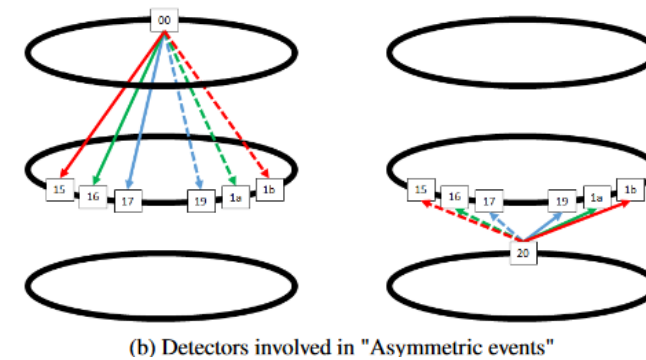 00
15 16 17 19 1a 1b
15 16 17 19 1a 1b
20
(b) Detectors involved in "Asymmetric events"